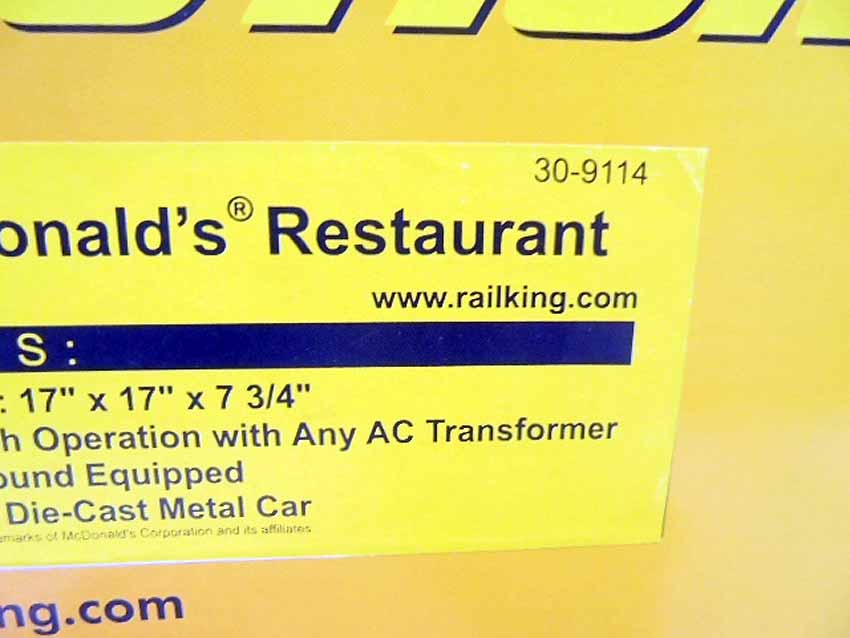 30-9114
onald's® Restaurant
www.railking.com
S:
: 17" x 17" x 7 3/4"
h Operation with Any AC Transformer
ound Equipped
Die-Cast Metal Car
emarks of McDonald's Corporation and its affiliates
ng.com